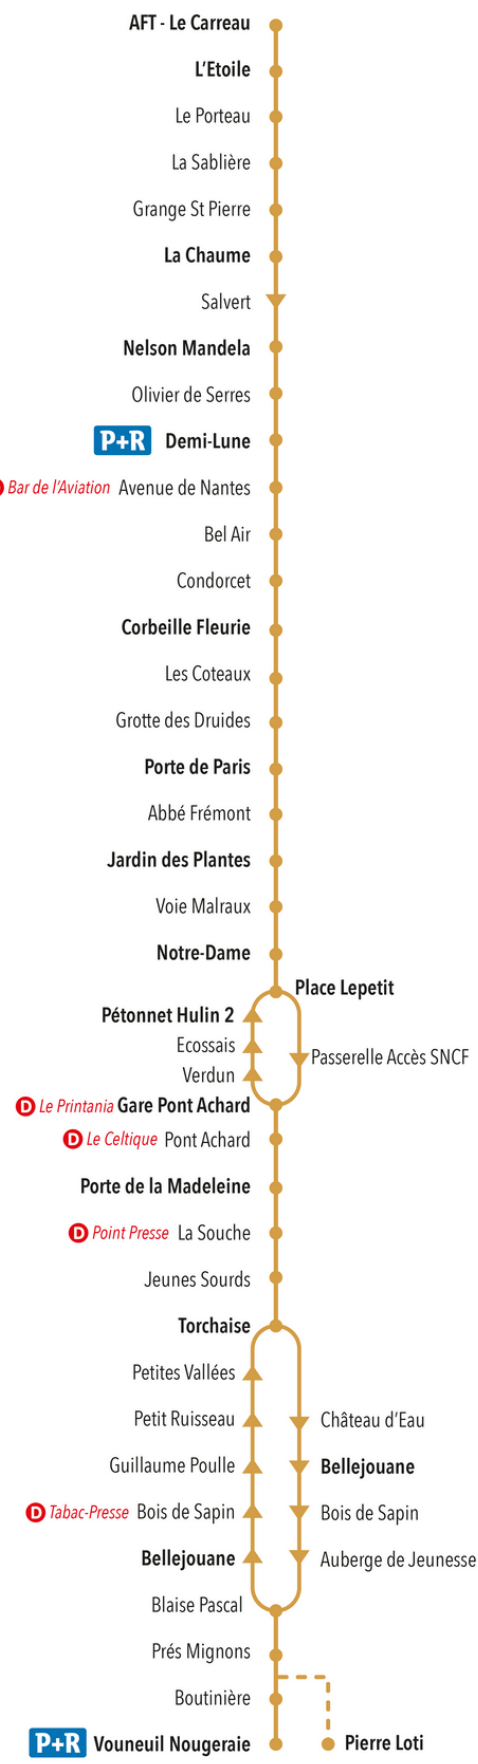 AFT - Le Carreau
L'Etoile
Le Porteau
La Sablière
Grange St Pierre
La Chaume
Salvert
Nelson Mandela
Olivier de Serres
P+R Demi-Lune
Bar de l'Aviation Avenue de Nantes
Bel Air
Condorcet
Corbeille Fleurie
Les Coteaux
Grotte des Druides
Porte de Paris
Abbé Frémont
Jardin des Plantes
Voie Malraux
Notre-Dame
Place Lepetit
Pétonnet Hulin 2
Ecossais
Passerelle Accès SNCF
Verdun
D Le Printania Gare Pont Achard
D Le Celtique Pont Achard
Porte de la Madeleine
D Point Presse La Souche
Jeunes Sourds
Torchaise
Petites Vallées
Petit Ruisseau
Château d'Eau
Guillaume Poulle
Bellejouane
D Tabac-Presse Bois de Sapin
Bois de Sapin
Bellejouane
Auberge de Jeunesse
Blaise Pascal
Prés Mignons
Boutinière
P+R Vouneuil Nougeraie
Pierre Loti